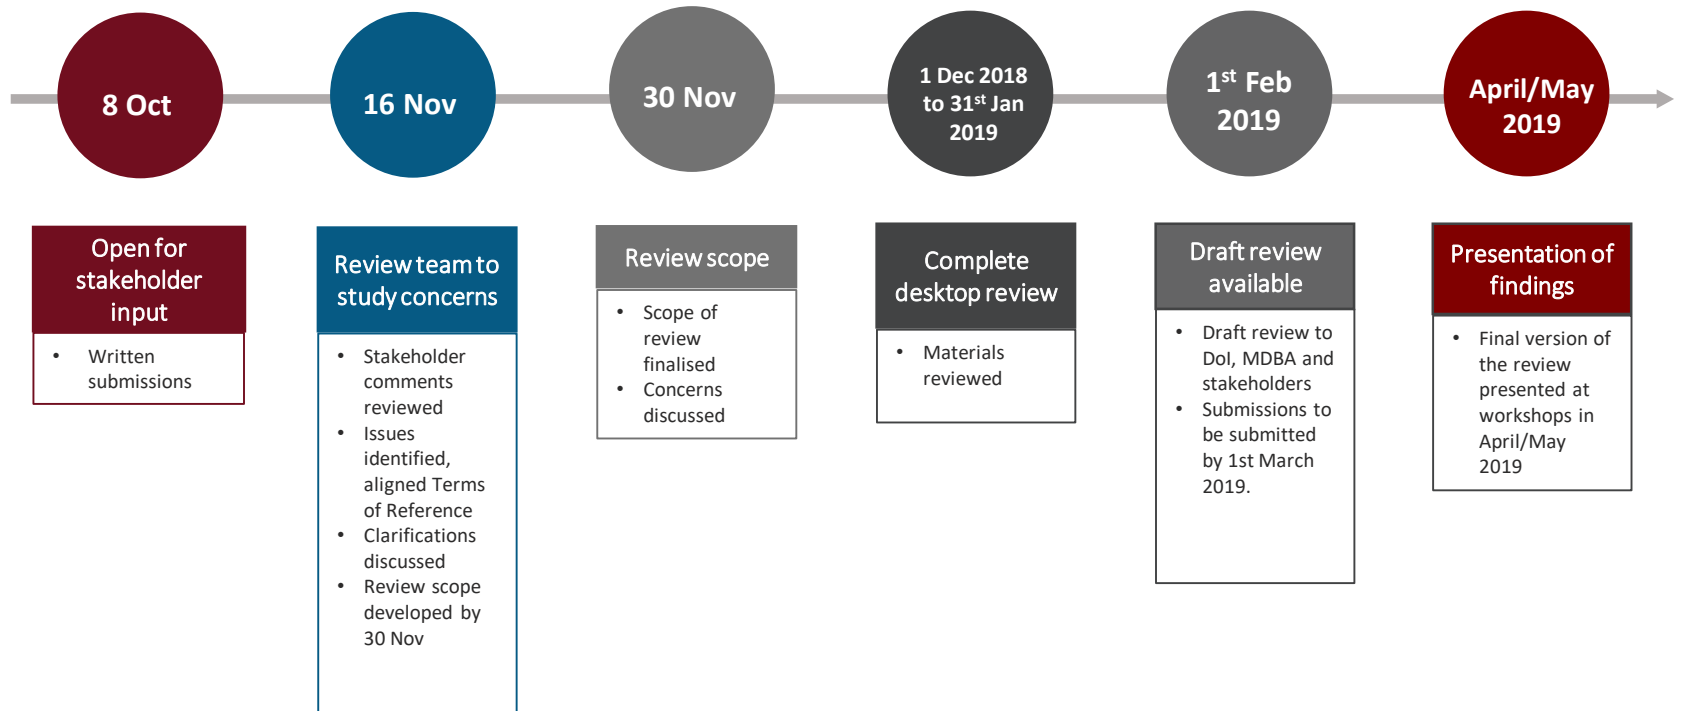 8 Oct
16 Nov
30 Nov
1 Dec 2018
to 31st Jan
2019
1st Feb
2019
April/May
2019
Open for
stakeholder
input
• Written
submissions
Review team to
study concerns
• Stakeholder
comments
reviewed
• Issues
identified,
aligned Terms
of Reference
• Clarifications
discussed
• Review scope
developed by
30 Nov
Review scope
• Scope of
review
finalised
• Concerns
discussed
Complete
desktop review
• Materials
reviewed
Draft review
available
• Draft review to
DoI, MDBA and
stakeholders
• Submissions to
be submitted
by 1st March
2019.
Presentation of
findings
• Final version of
the review
presented at
workshops in
April/May
2019